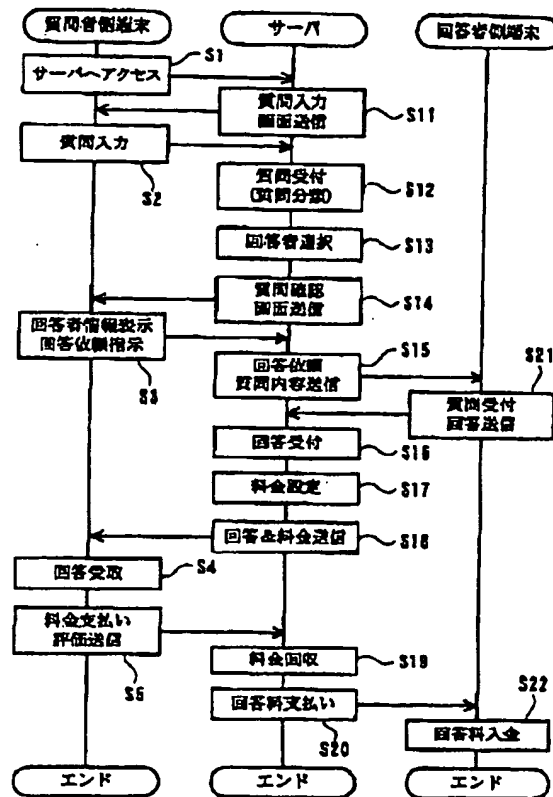 質問者側端末
サーバ
回答者側端末
サーバへアクセス
S1
質問入力
画面送信
S11
質問入力
S2
質問受付
(質問分類)
S12
回答者選択
S13
質問確認
画面送信
S14
回答者情報表示
回答依頼指示
S3
回答依頼
質問内容送信
S15
S21
質問受付
回答送信
回答受付
S16
料金設定
S17
回答&料金送信
S18
回答受取
S4
料金支払い
評価送信
S5
料金回収
S19
回答料支払い
S20
S22
回答料入金
エンド
エンド
エンド